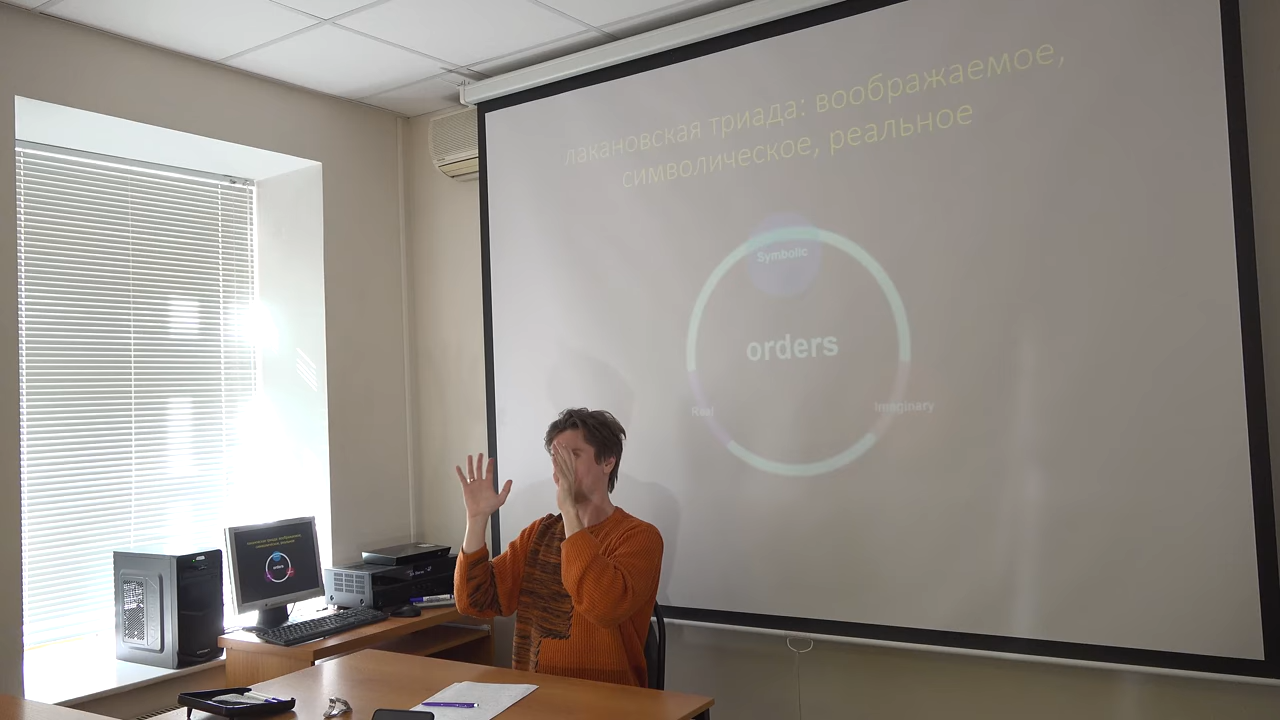 лакановская триада: воображаемое,
символическое, реальное
Symbolic
orders
Real
Imaginary